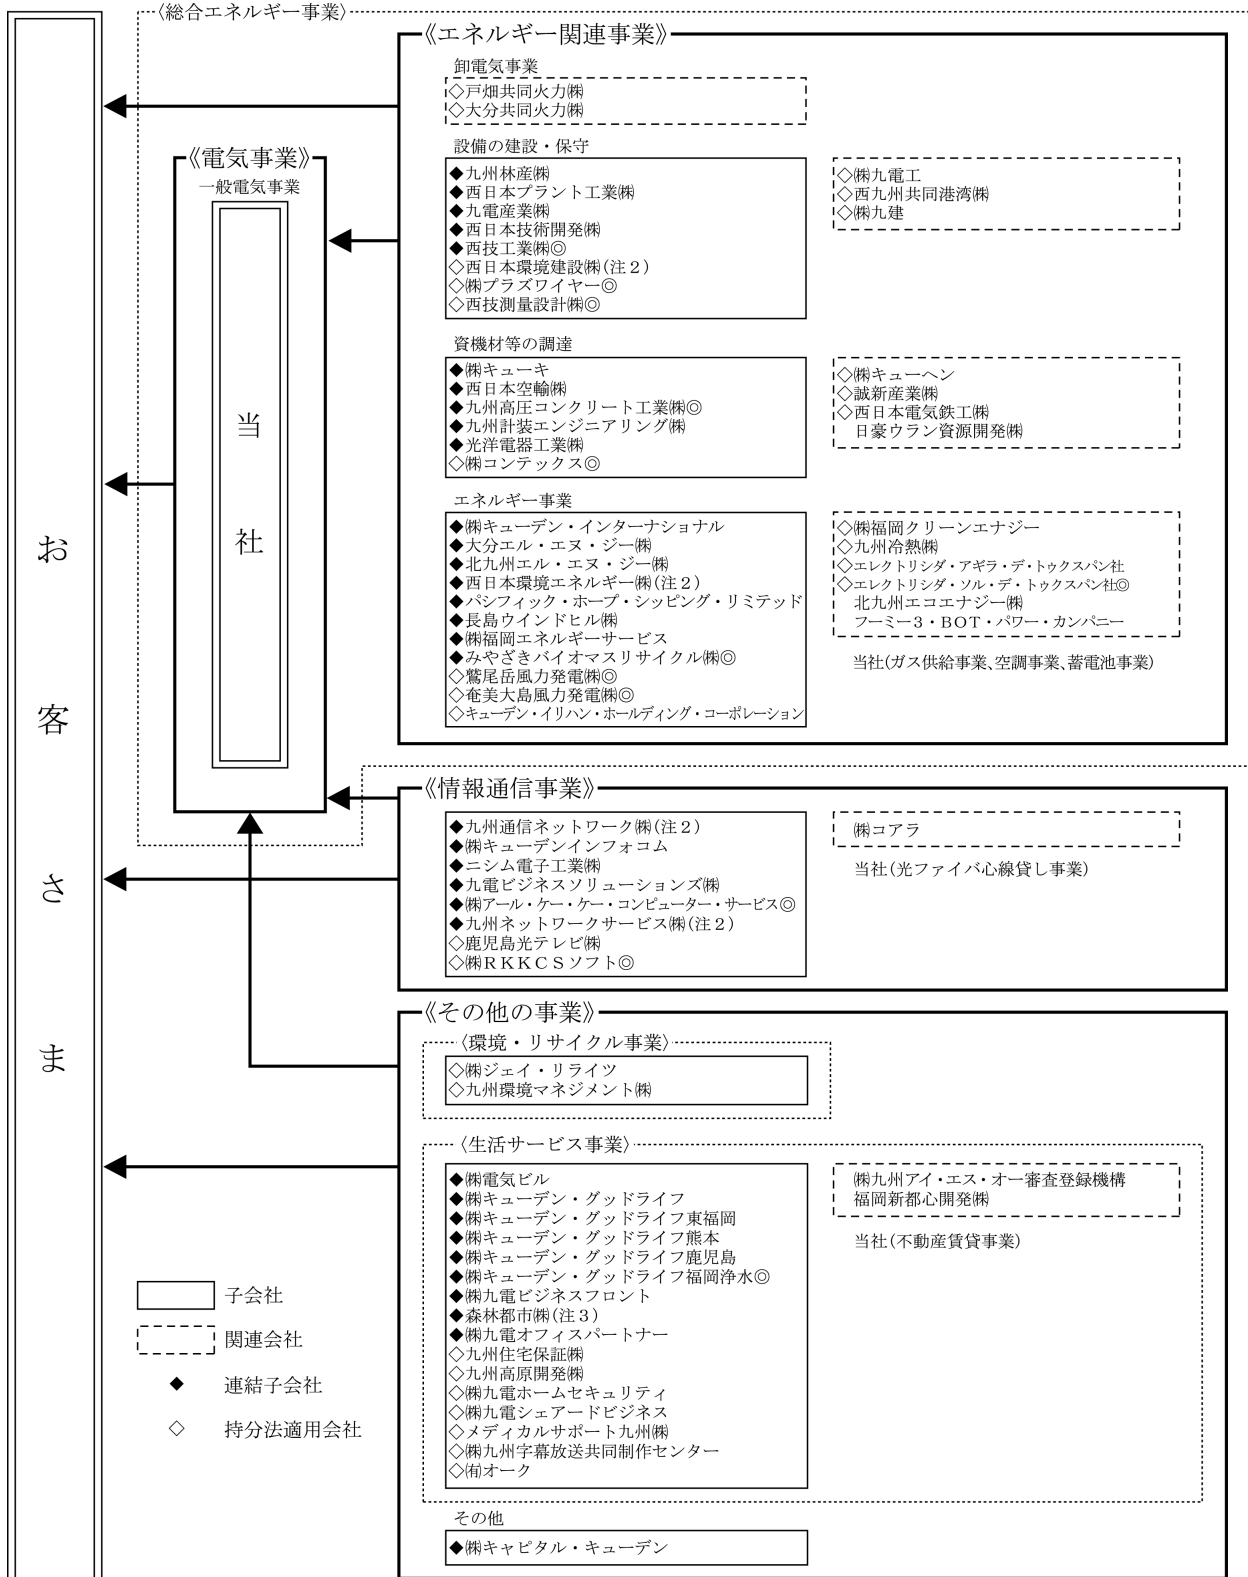 〈総合エネルギー事業〉
《エネルギー関連事業》
卸電気事業
◇戸畑共同火力㈱
◇大分共同火力㈱
設備の建設・保守
◆九州林産㈱
◆西日本プラント工業㈱
◆九電産業㈱
◆西日本技術開発㈱
◆西技工業㈱◎
◇西日本環境建設㈱(注２)
◇㈱プラズワイヤー◎
◇西技測量設計㈱◎
◇㈱九電工
◇西九州共同港湾㈱
◇㈱九建
資機材等の調達
◆㈱キューキ
◆西日本空輸㈱
◆九州高圧コンクリート工業㈱◎
◆九州計装エンジニアリング㈱
◆光洋電器工業㈱
◇㈱コンテックス◎
◇㈱キューヘン
◇誠新産業㈱
◇西日本電気鉄工㈱
日豪ウラン資源開発㈱
エネルギー事業
◆㈱キューデン・インターナショナル
◆大分エル・エヌ・ジー㈱
◆北九州エル・エヌ・ジー㈱
◆西日本環境エネルギー㈱(注２)
◆パシフィック・ホープ・シッピング・リミテッド
◆長島ウインドヒル㈱
◆㈱福岡エネルギーサービス
◆みやざきバイオマスリサイクル㈱◎
◇鷲尾岳風力発電㈱◎
◇奄美大島風力発電㈱◎
◇キューデン・イリハン・ホールディング・コーポレーション
◇㈱福岡クリーンエナジー
◇九州冷熱㈱
◇エレクトリシダ・アギラ・デ・トゥクスパン社
◇エレクトリシダ・ソル・デ・トゥクスパン社◎
北九州エコエナジー㈱
フーミー３・ＢＯＴ・パワー・カンパニー
当社(ガス供給事業、空調事業、蓄電池事業)
《電気事業》
一般電気事業
当社
お客さま
《情報通信事業》
◆九州通信ネットワーク㈱(注２)
◆㈱キューデンインフォコム
◆ニシム電子工業㈱
◆九電ビジネスソリューションズ㈱
◆㈱アール・ケー・ケー・コンピューター・サービス◎
◆九州ネットワークサービス㈱(注２)
◇鹿児島光テレビ㈱
◇㈱ＲＫＫＣＳソフト◎
㈱コアラ
当社(光ファイバ心線貸し事業)
《その他の事業》
〈環境・リサイクル事業〉
◇㈱ジェイ・リライツ
◇九州環境マネジメント㈱
〈生活サービス事業〉
◆㈱電気ビル
◆㈱キューデン・グッドライフ
◆㈱キューデン・グッドライフ東福岡
◆㈱キューデン・グッドライフ熊本
◆㈱キューデン・グッドライフ鹿児島
◆㈱キューデン・グッドライフ福岡浄水◎
◆㈱九電ビジネスフロント
◆森林都市㈱(注３)
◆㈱九電オフィスパートナー
◇九州住宅保証㈱
◇九州高原開発㈱
◇㈱九電ホームセキュリティ
◇㈱九電シェアードビジネス
◇メディカルサポート九州㈱
◇㈱九州字幕放送共同制作センター
◇㈲オーク
㈱九州アイ・エス・オー審査登録機構
福岡新都心開発㈱
当社(不動産賃貸事業)
その他
◆㈱キャピタル・キューデン
子会社
関連会社
◆ 連結子会社
◇ 持分法適用会社